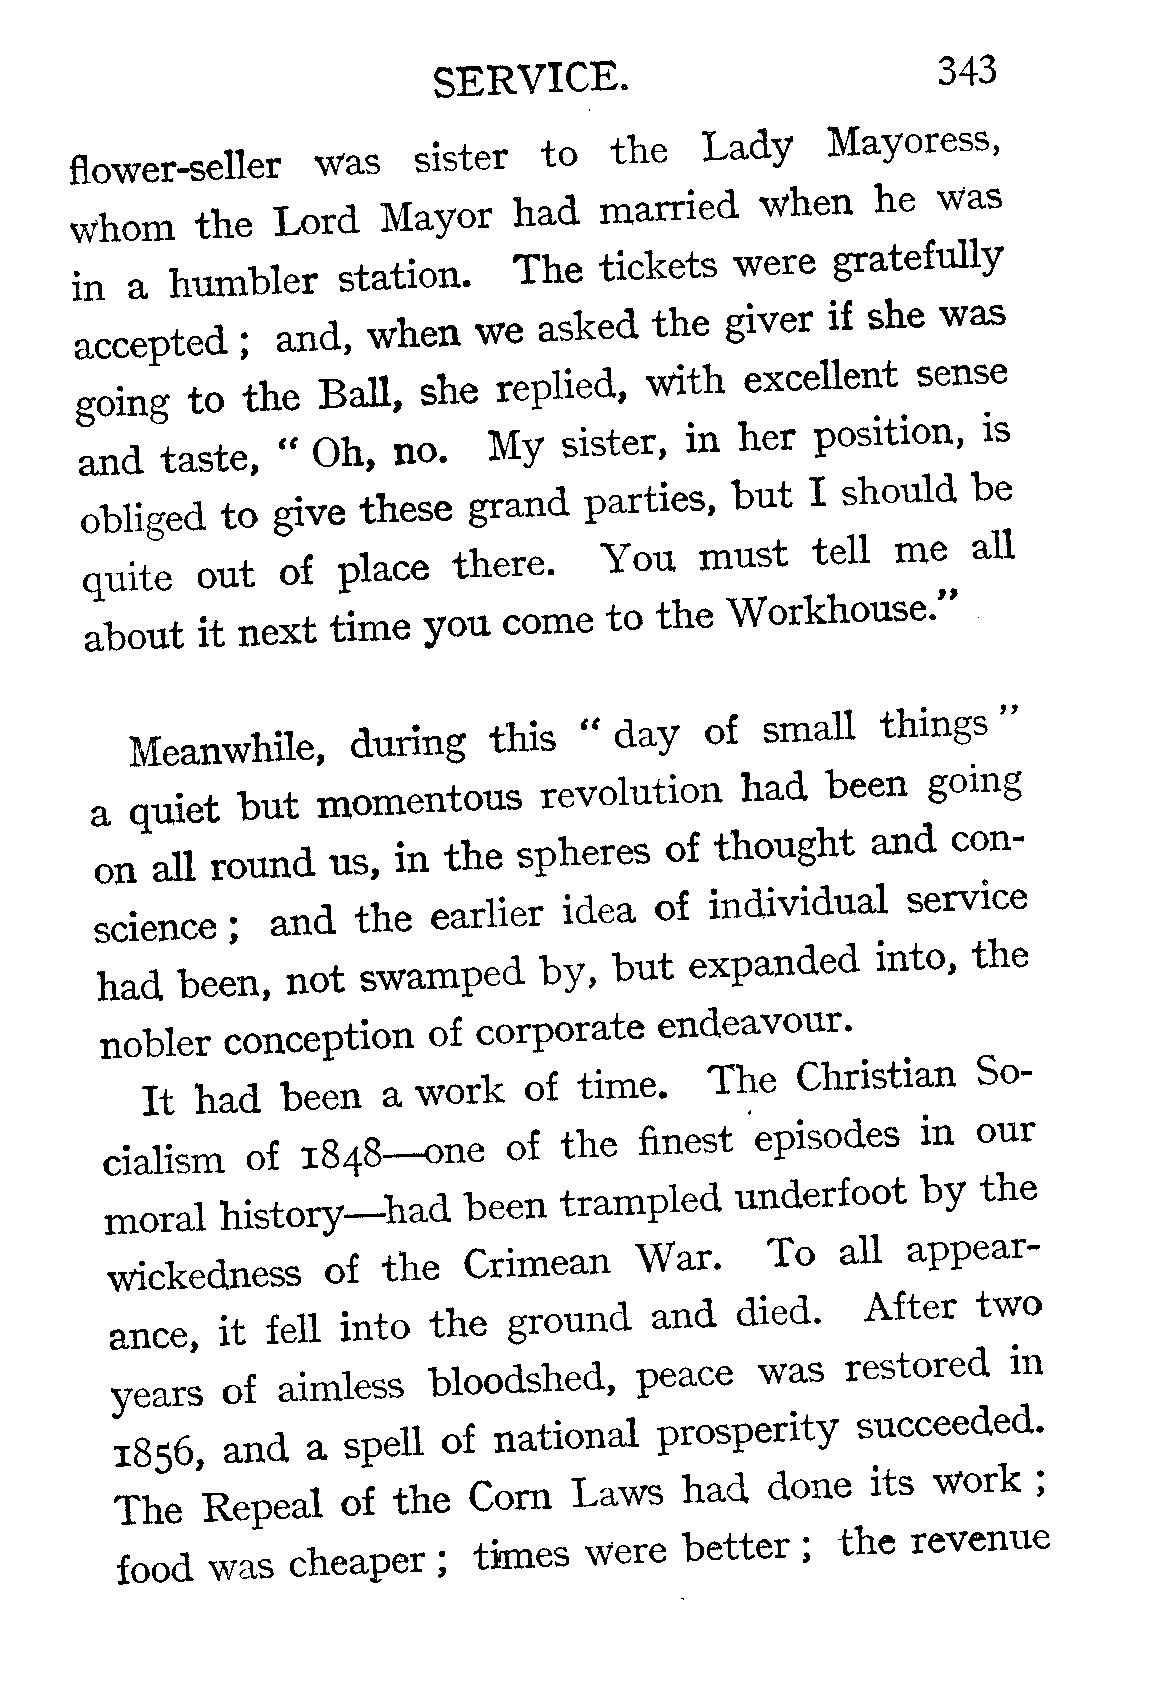 SERVICE. 343
flower-seller was sister to the Lady Mayoress,
whom the Lord Mayor had married when he was
in a humbler station. The tickets were gratefully
accepted ; and, when we asked the giver if she was
going to the Ball, she replied, with excellent sense
and taste, “ Oh, no. My sister, in her position, is
obliged to give these grand parties, but I should be
quite out of place there. You must tell me all
about it next time you come to the Workhouse.”
Meanwhile, during this “ day of small things ”
a quiet but momentous revolution had been going
on all round us, in the spheres of thought and con-
science ; and the earlier idea of individual service
had been, not swamped by, but expanded into, the
nobler conception of corporate endeavour.
It had been a work of time. The Christian So-
cialism of 1848—one of the finest episodes in our
moral history—had been trampled underfoot by the
wickedness of the Crimean War. To all appear-
ance, it fell into the ground and died. After two
years of aimless bloodshed, peace was restored in
1856, and a spell of national prosperity succeeded.
The Repeal of the Corn Laws had done its work ;
food was cheaper ; times were better ; the revenue